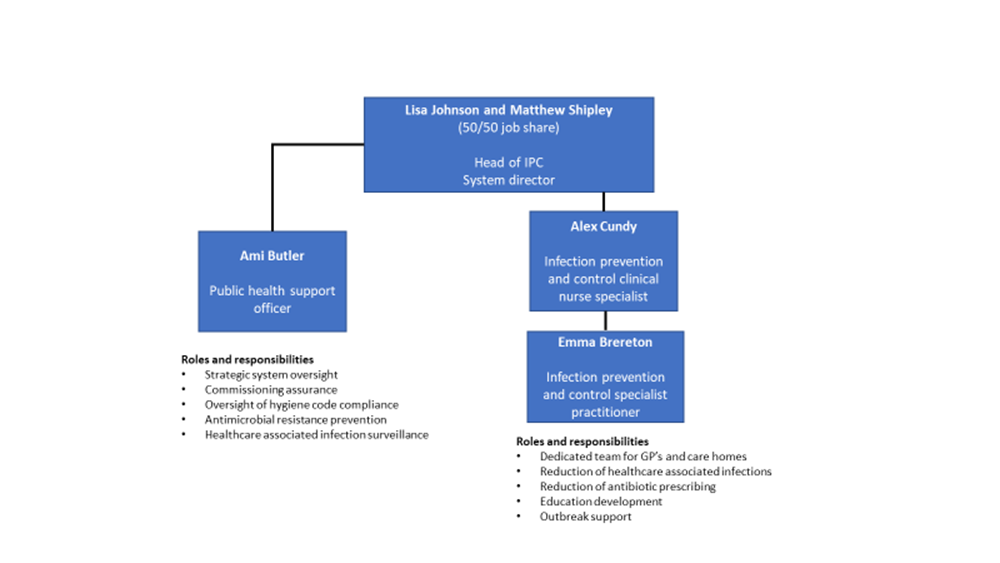 Lisa Johnson and Matthew Shipley
(50/50 job share)
Head of IPC
System director
Ami Butler
Public health support
officer
Roles and responsibilities
• Strategic system oversight
• Commissioning assurance
• Oversight of hygiene code compliance
• Antimicrobial resistance prevention
• Healthcare associated infection surveillance
Alex Cundy
Infection prevention
and control clinical
nurse specialist
Emma Brereton
Infection prevention
and control specialist
practitioner
Roles and responsibilities
• Dedicated team for GP's and care homes
• Reduction of healthcare associated infections
• Reduction of antibiotic prescribing
• Education development
• Outbreak support